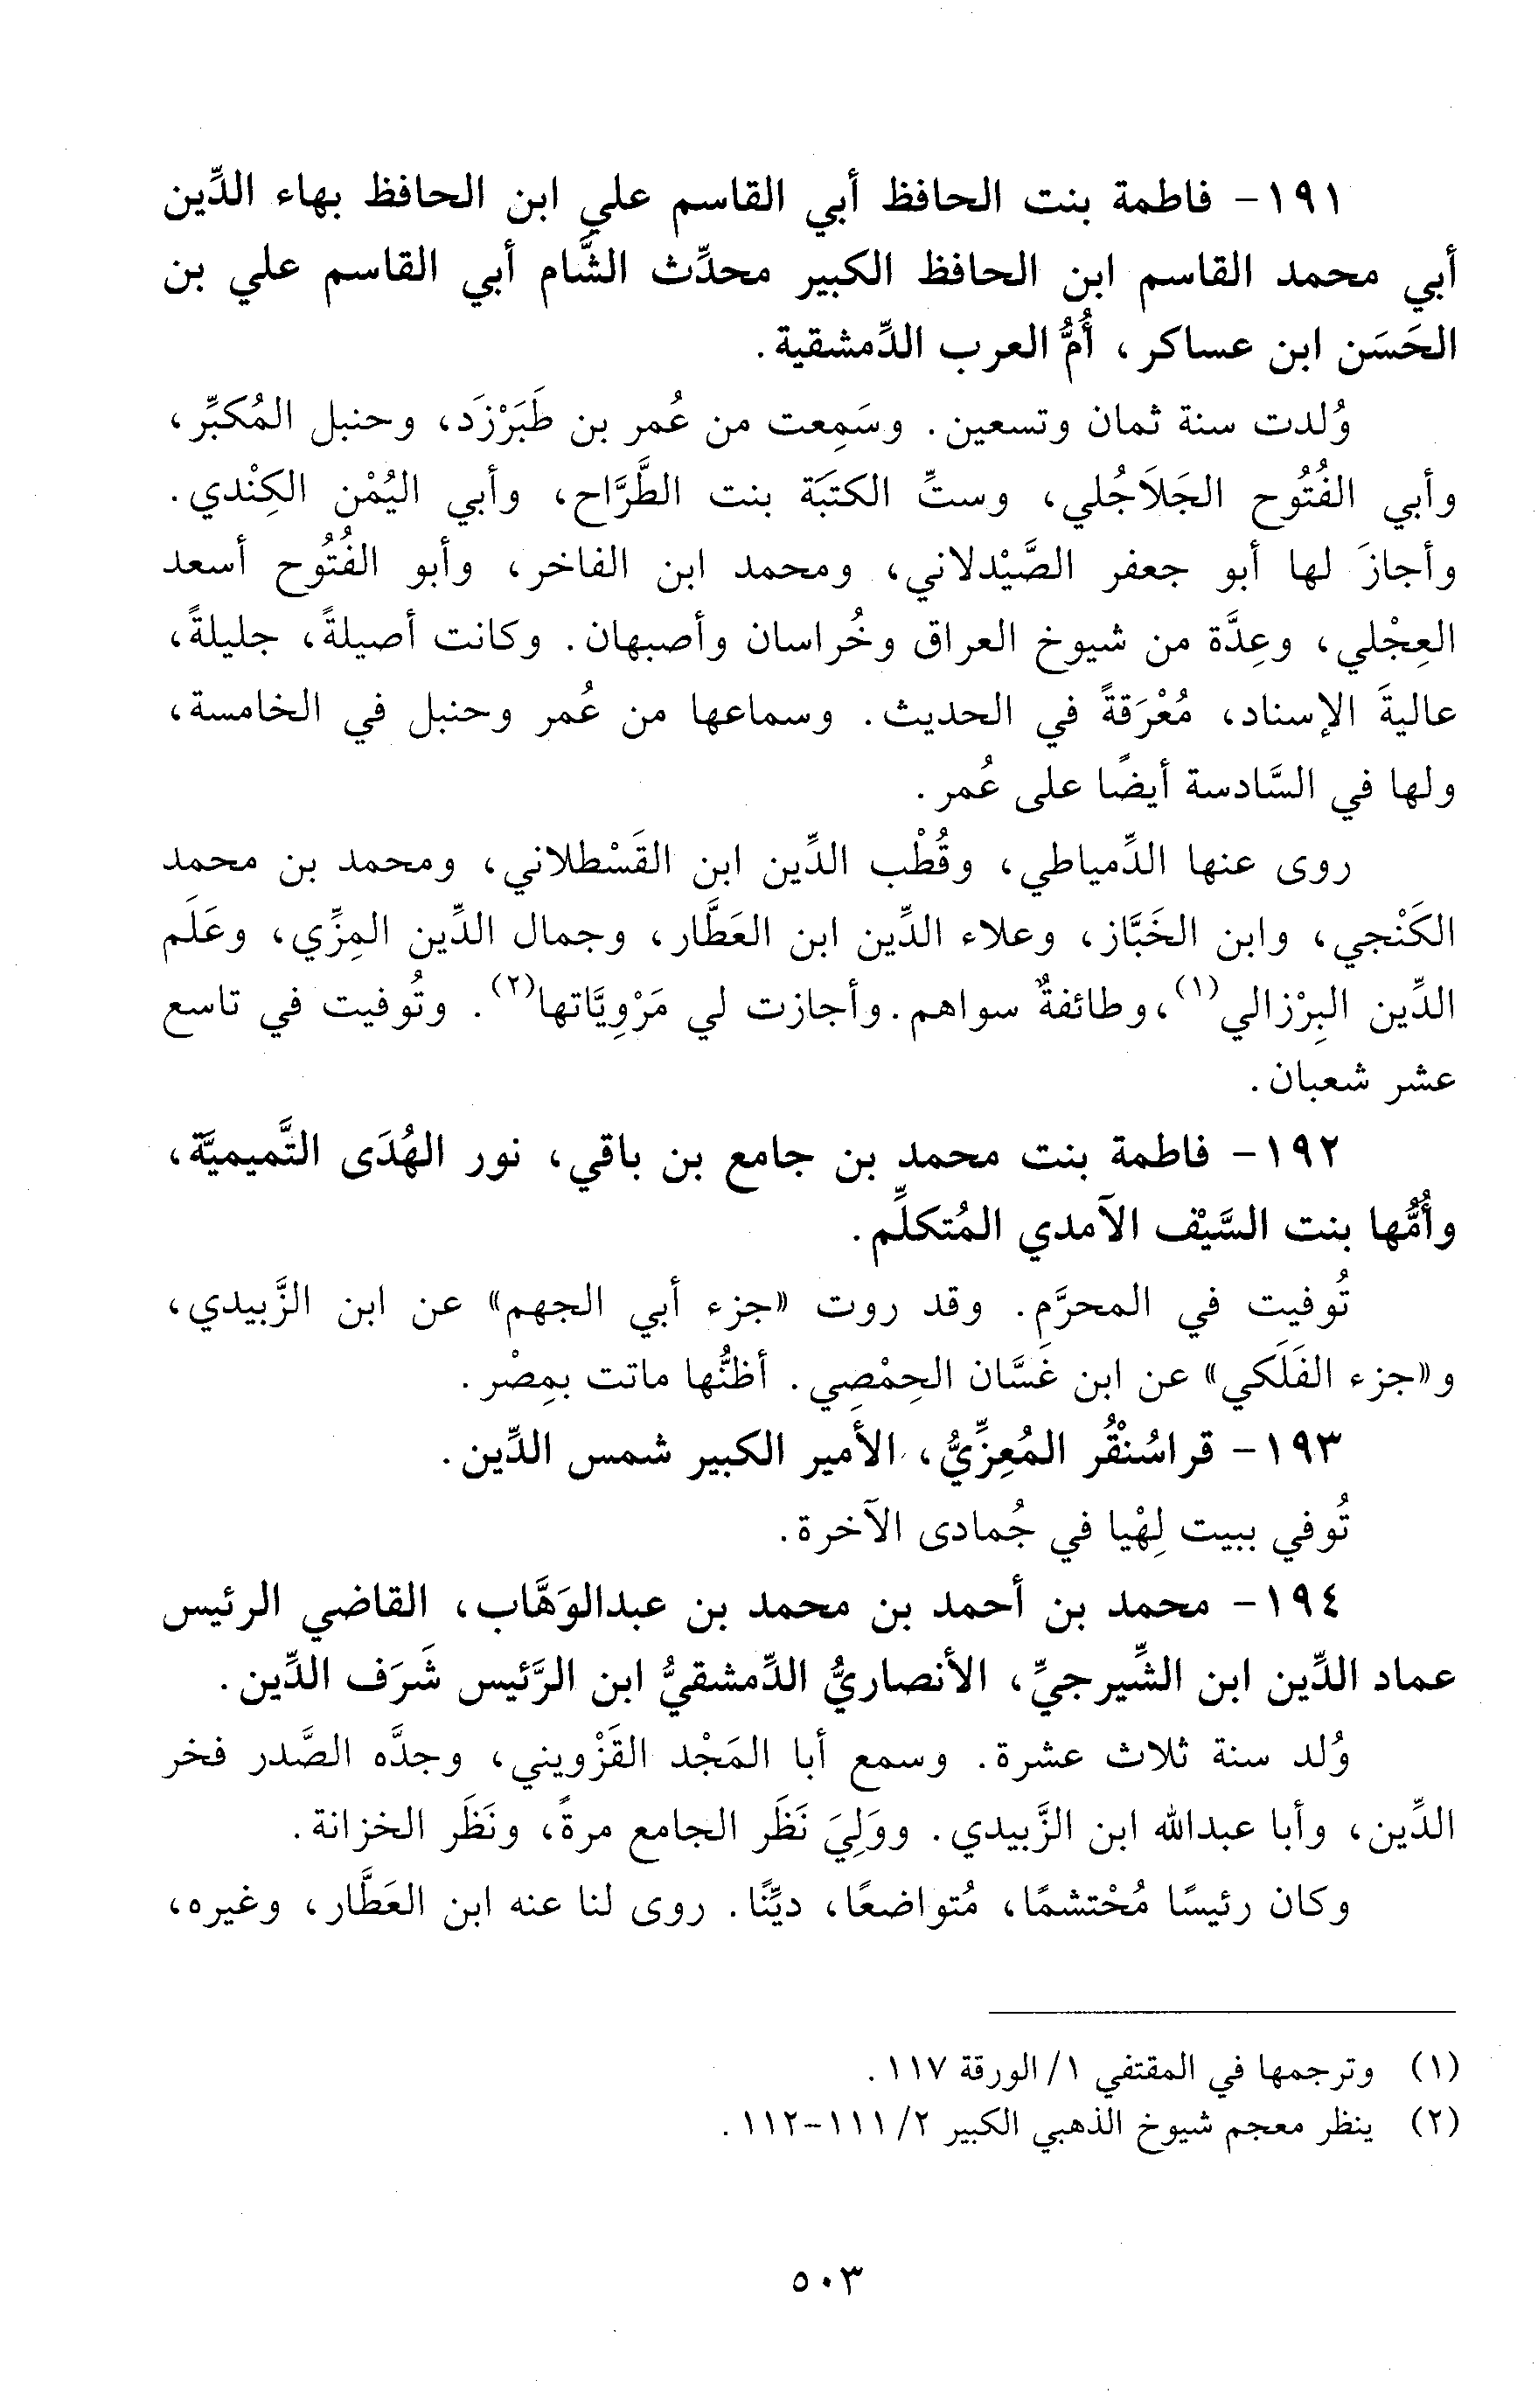 ١٩١- فاطمة بنت الحافظ أبي القاسم علي ابن الحافظ بهاء الدِّين
أبي محمد القاسم ابن الحافظ الكبير محدِّث الشَّام أبي القاسم علي بن
الحَسَن ابن عساكر، أُمُّ العرب الدِّمشقية.
وُلدت سنة ثمان وتسعين. وسَمِعت من عُمر بن طَبَرْزَد، وحنبل المُكبِّر،
وأبي الفُتُوح الجَلاَجُلي، وستِّ الكتَبَة بنت الطَّرَّاح، وأبي اليُمْن الكِنْدي.
وأجازَ لها أبو جعفر الصَّيْدلاني، ومحمد ابن الفاخر، وأبو الفُتُوح أسعد
العِجْلي، وعِدَّة من شيوخ العراق وخُراسان وأصبهان. وكانت أصيلةً، جليلةً،
عاليةَ الإسناد، مُعْرَقةً في الحديث. وسماعها من عُمر وحنبل في الخامسة،
ولها في السَّادسة أيضًا على عُمر.
روى عنها الدِّمياطي، وقُطْب الدِّين ابن القَسْطلاني، ومحمد بن محمد
الكَنْجي، وابن الخَبَّاز، وعلاء الدِّين ابن العَطَّار، وجمال الدِّين المِزِّي، وعَلَم
الدِّين البِرْزالي(١)، وطائفةٌ سواهم. وأجازت لي مَرْوِيَّاتها(٢). وتُوفيت في تاسع
عشر شعبان.
١٩٢- فاطمة بنت محمد بن جامع بن باقي، نور الهُدَى التَّميميَّة،
وأُمُّها بنت السَّيْف الآمدي المُتكلِّم.
تُوفيت في المحرَّم. وقد روت «جزء أبي الجهم» عن ابن الزَّبيدي،
و«جزء الفَلَكي» عن ابن غَسَّان الحِمْصِي. أظنُّها ماتت بمِصْر.
١٩٣- قراسُنْقُر المُعِزِّيُّ، الأمير الكبير شمس الدِّين.
تُوفي ببيت لِهْيا في جُمادى الآخرة.
١٩٤- محمد بن أحمد بن محمد بن عبدالوَهَّاب، القاضي الرئيس
عماد الدِّين ابن الشِّيرجيِّ، الأنصاريُّ الدِّمشقيُّ ابن الرَّئيس شَرَف الدِّين.
وُلد سنة ثلاث عشرة. وسمع أبا المَجْد القَزْويني، وجدَّه الصَّدر فخر
الدِّين، وأبا عبدالله ابن الزَّبيدي. ووَلِيَ نَظَر الجامع مرةً، ونَظَر الخزانة.
وكان رئيسًا مُحْتشمًا، مُتواضعًا، ديِّنًا. روى لنا عنه ابن العَطَّار، وغيره،
(١) وترجمها في المقتفي ١/ الورقة ١١٧.
(٢) ينظر معجم شيوخ الذهبي الكبير ٢/ ١١١-١١٢.
٥٠٣